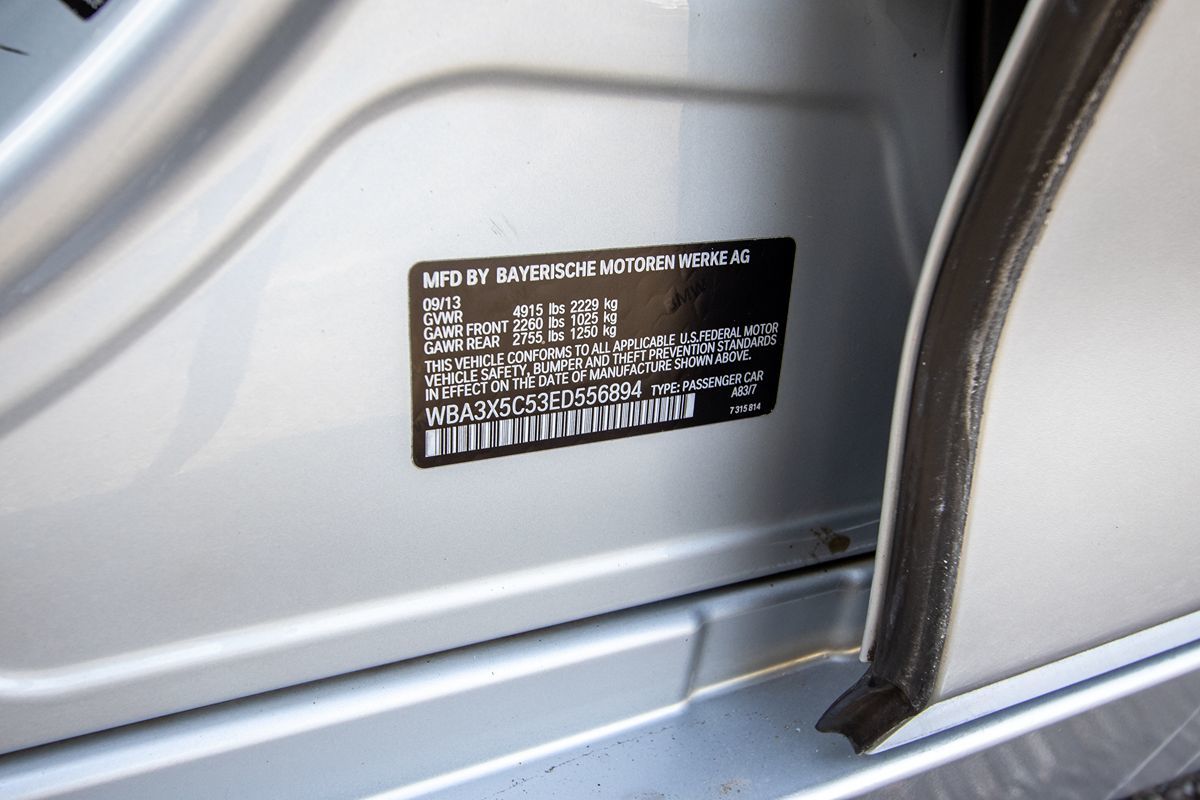 MFD BY BAYERISCHE MOTOREN WERKE AG
09/13
GVWR 4915 lbs 2229 kg
GAWR FRONT 2260 lbs 1025 kg
GAWR REAR 2755 lbs 1250 kg
THIS VEHICLE CONFORMS TO ALL APPLICABLE U.S.FEDERAL MOTOR
VEHICLE SAFETY, BUMPER AND THEFT PREVENTION STANDARDS
IN EFFECT ON THE DATE OF MANUFACTURE SHOWN ABOVE.
WBA3X5C53ED556894 TYPE: PASSENGER CAR
A83/7
7 315 814